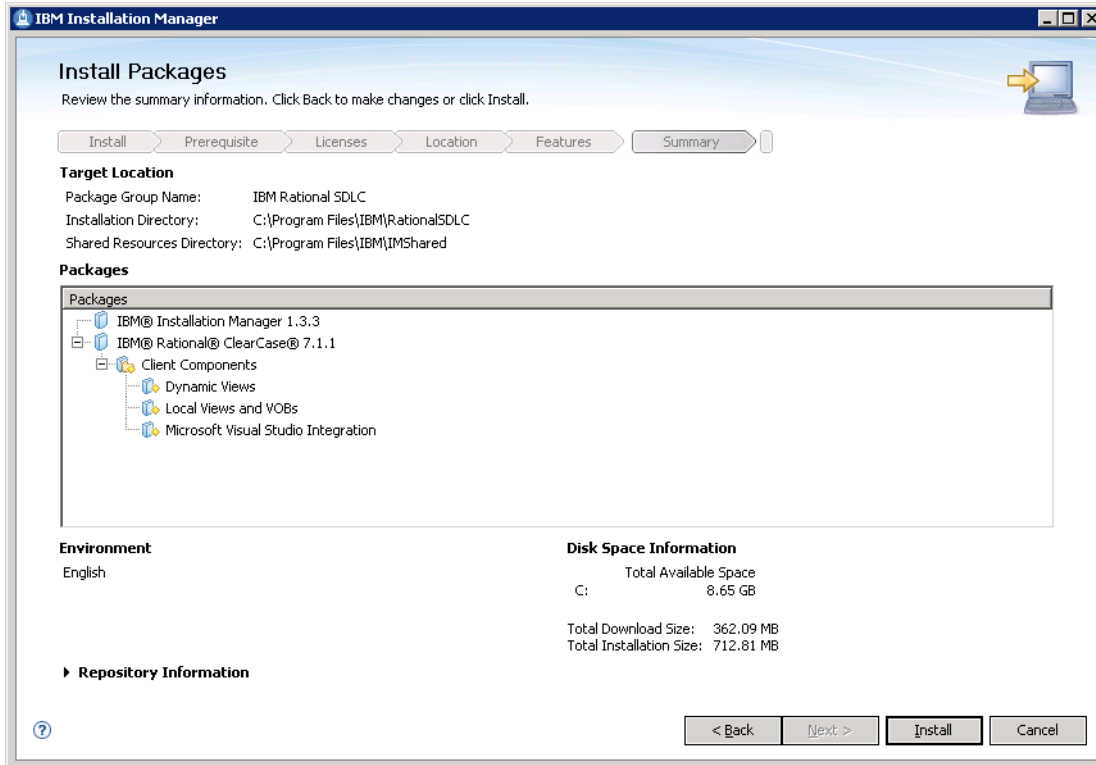 IBM Installation Manager
Install Packages
Review the summary information. Click Back to make changes or click Install.
Install Prerequisite Licenses Location Features Summary
Target Location
Package Group Name: IBM Rational SDLC
Installation Directory: C:\Program Files\IBM\RationalSDLC
Shared Resources Directory: C:\Program Files\IBM\IMShared
Packages
Packages
IBM® Installation Manager 1.3.3
IBM® Rational® ClearCase® 7.1.1
Client Components
Dynamic Views
Local Views and VOBs
Microsoft Visual Studio Integration
Environment
English
Disk Space Information
Total Available Space
C: 8.65 GB
Total Download Size: 362.09 MB
Total Installation Size: 712.81 MB
Repository Information
? < Back Next > Install Cancel